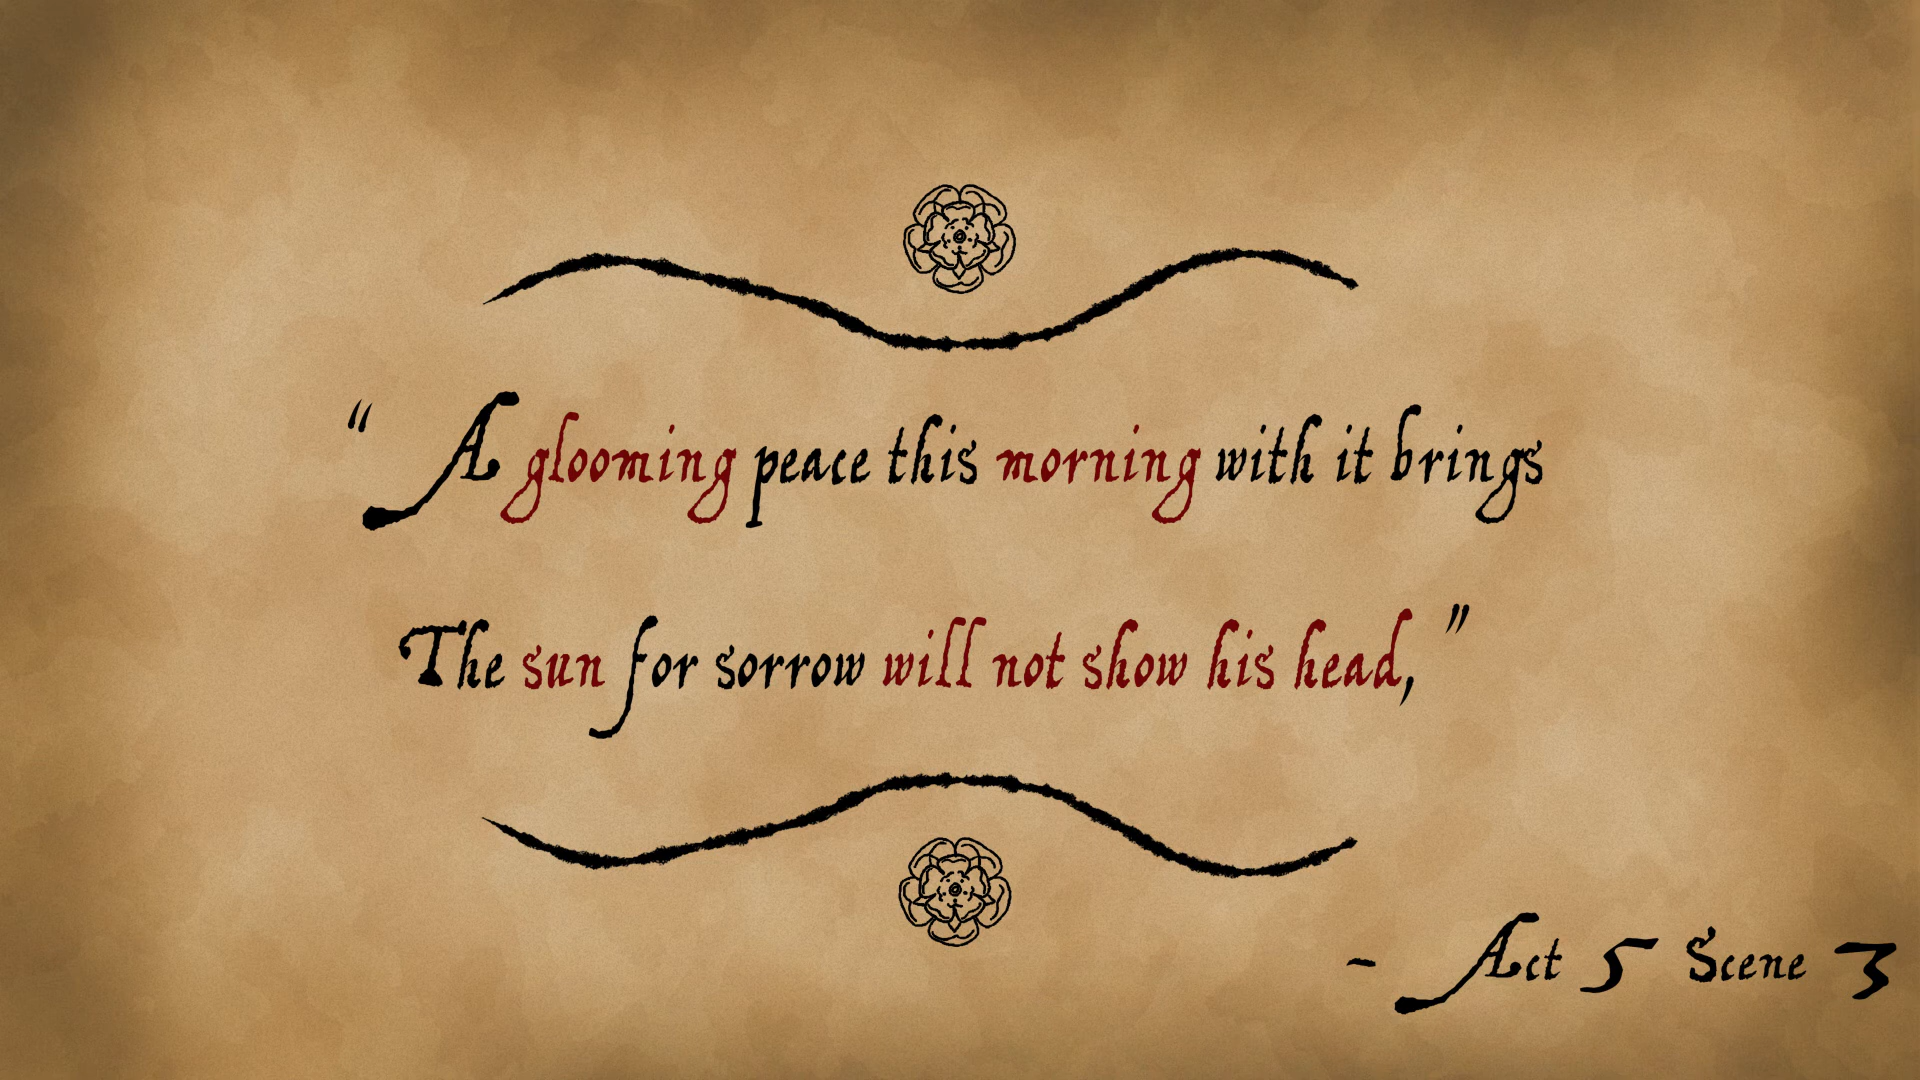 “ A glooming peace this morning with it brings
The sun for sorrow will not show his head, ”
- Act 5 Scene 3